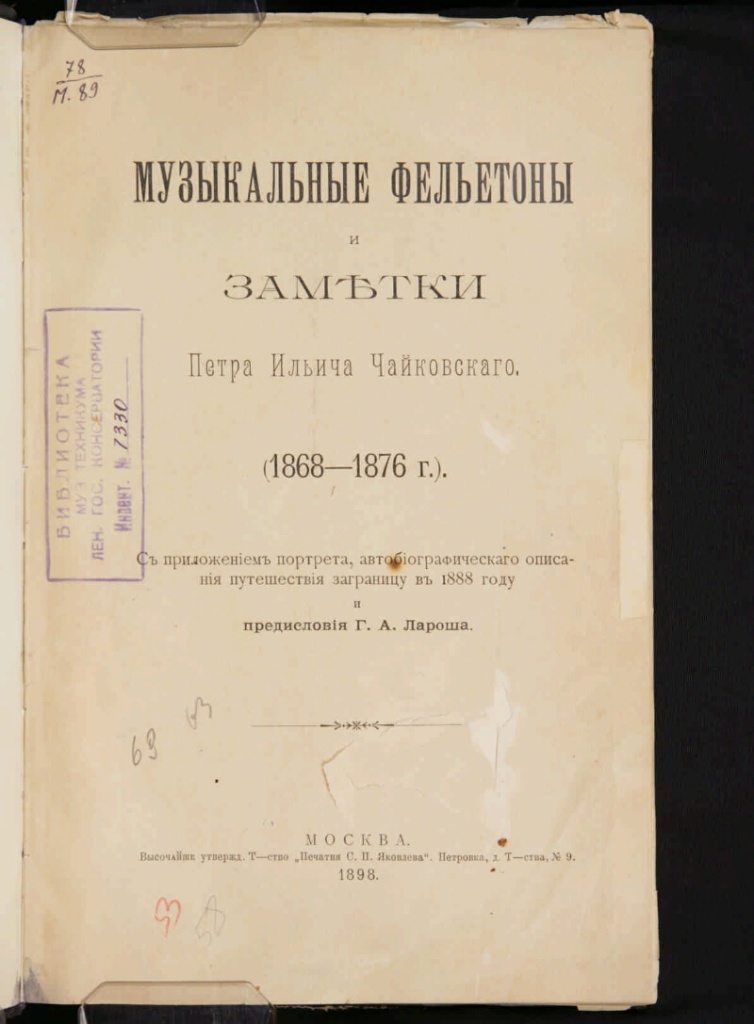 78
М. 89
МУЗЫКАЛЬНЫЕ ФЕЛЬЕТОНЫ
И
ЗАМѢТКИ
Петра Ильича Чайковскаго.
(1868—1876 г.).
Съ приложеніемъ портрета, автобіографическаго описа-
нія путешествія заграницу въ 1888 году
и
предисловія Г. А. Лароша.
БИБЛИОТЕКА
МУЗ ТЕХНИКУМА
ЛЕН. ГОС. КОНСЕРВАТОРИИ
Инвент. № 7330
МОСКВА.
Высочайше утвержд. Т—ство „Печатня С. П. Яковлева“. Петровка, д. Т—ства, № 9.
1898.